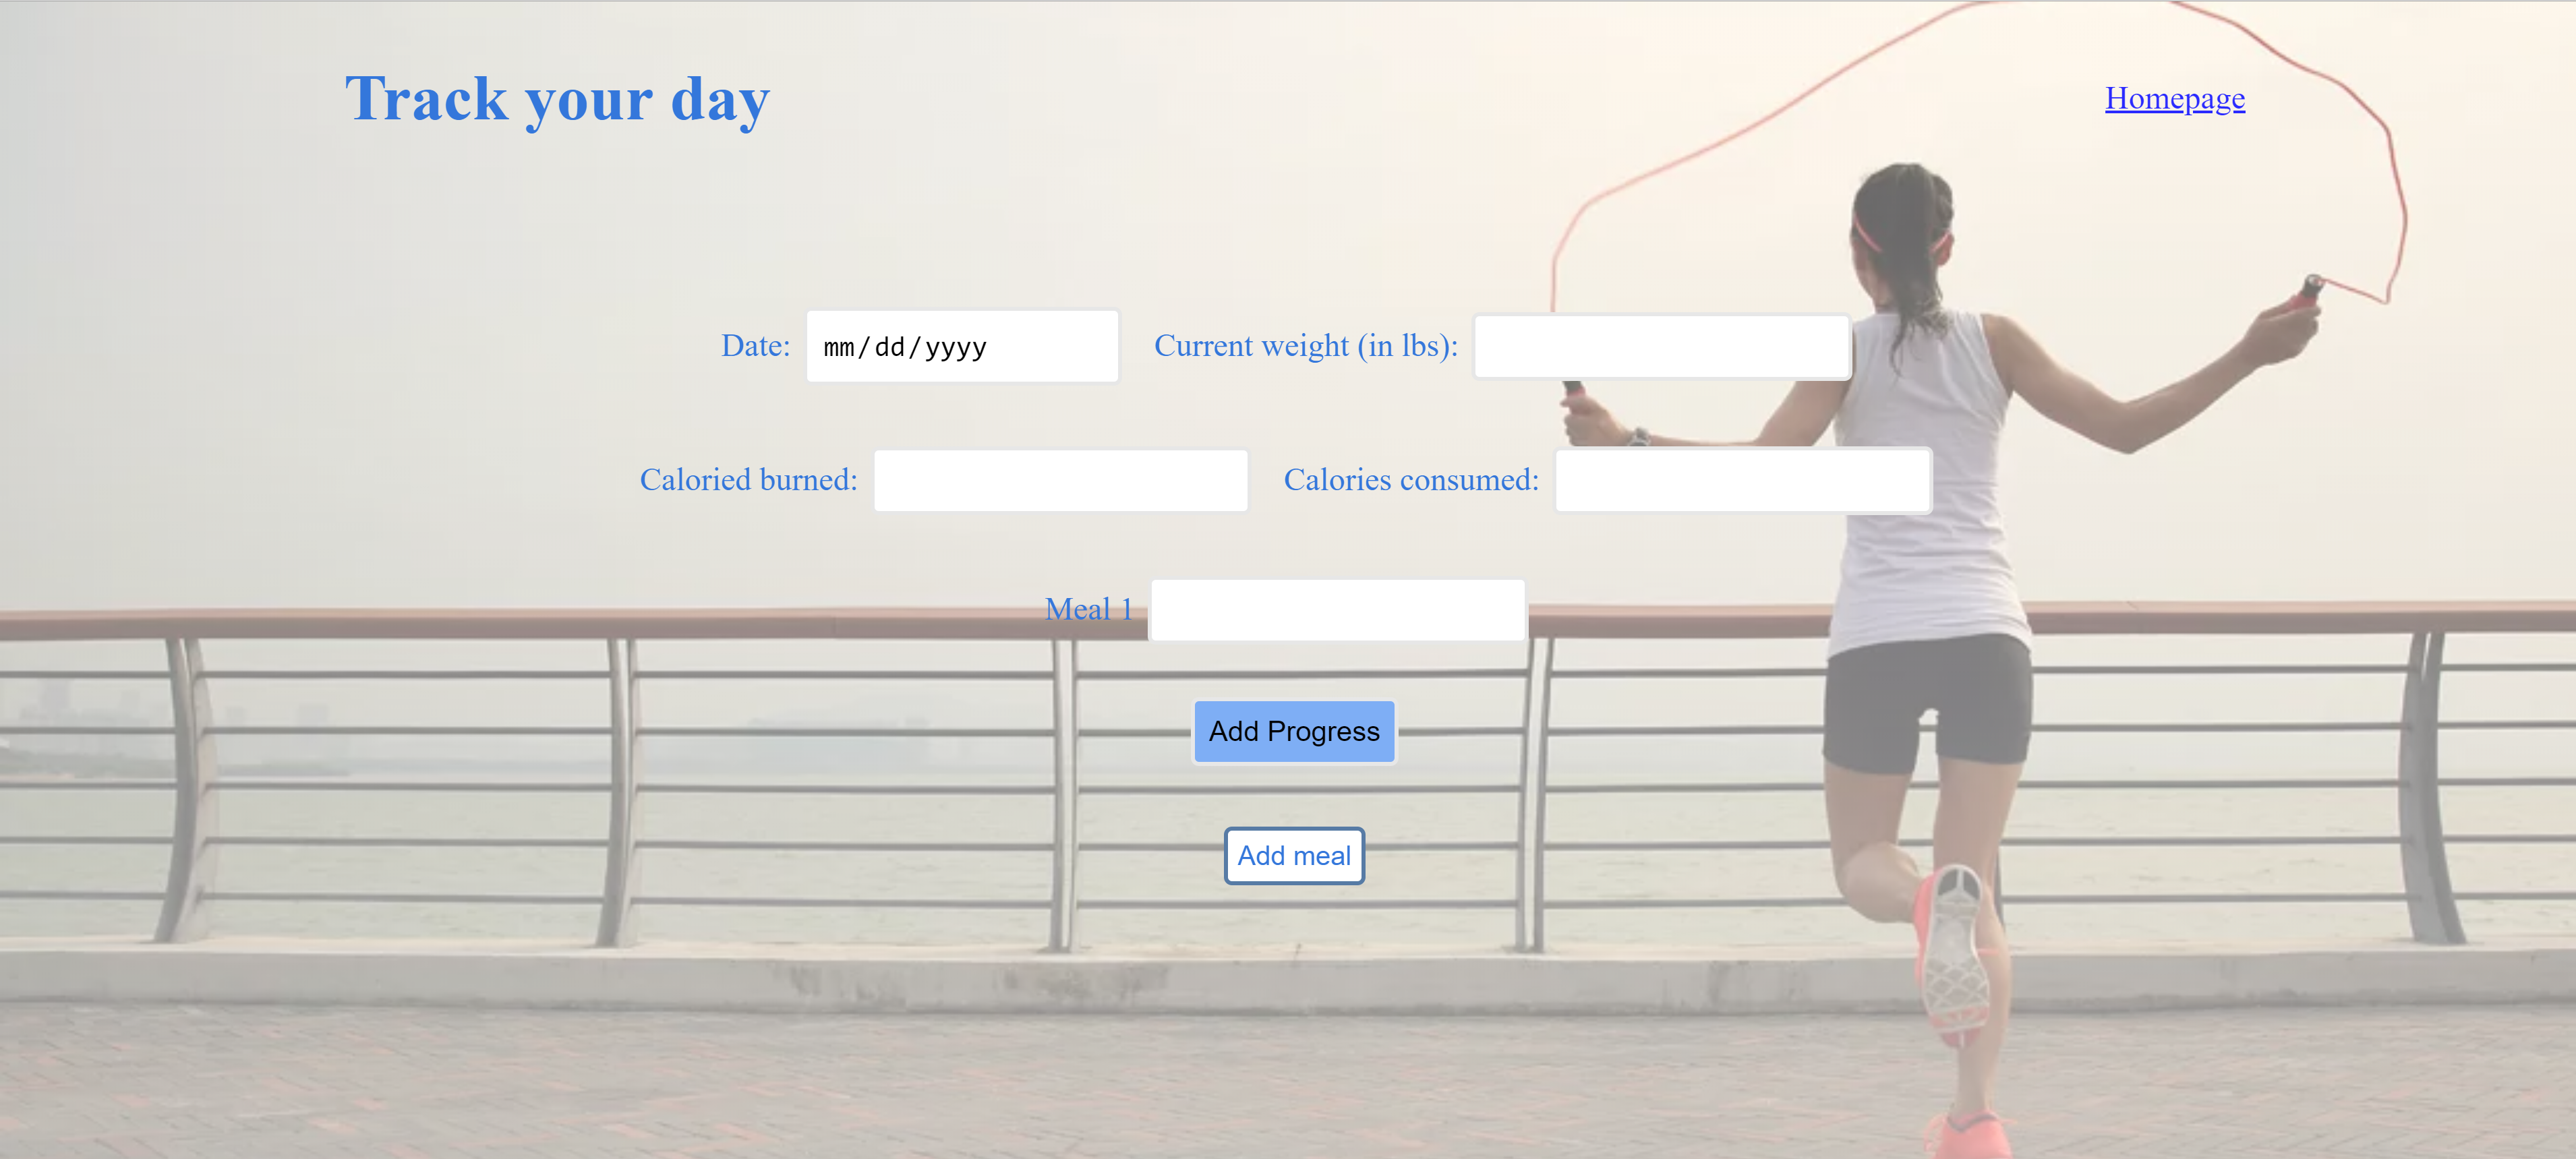 Track your day
Homepage
Date: mm/dd/yyyy Current weight (in lbs):
Caloried burned: Calories consumed:
Meal 1
Add Progress
Add meal